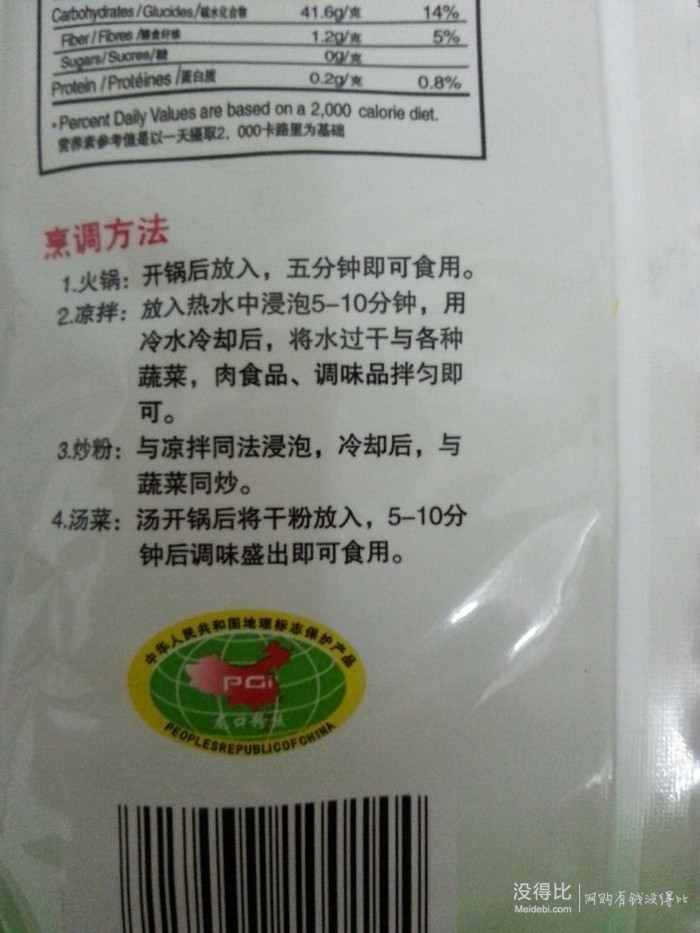 Carbohydrates/Glucides/碳水化合物 41.6g/克 14%
Fiber/Fibres/膳食纤维 1.2g/克 5%
Sugars/Sucres/糖 0g/克
Protein/Protéines/蛋白质 0.2g/克 0.8%
*Percent Daily Values are based on a 2,000 calorie diet.
营养素参考值是以一天摄取2，000卡路里为基础
烹调方法
1.火锅：开锅后放入，五分钟即可食用。
2.凉拌：放入热水中浸泡5-10分钟，用
冷水冷却后，将水过干与各种
蔬菜，肉食品、调味品拌匀即
可。
3.炒粉：与凉拌同法浸泡，冷却后，与
蔬菜同炒。
4.汤菜：汤开锅后将干粉放入，5-10分
钟后调味盛出即可食用。
中华人民共和国地理标志保护产品
PGi
龙口粉丝
PEOPLESREPUBLICOFCHINA
没得比 网购有钱没得比
Meidebi.com